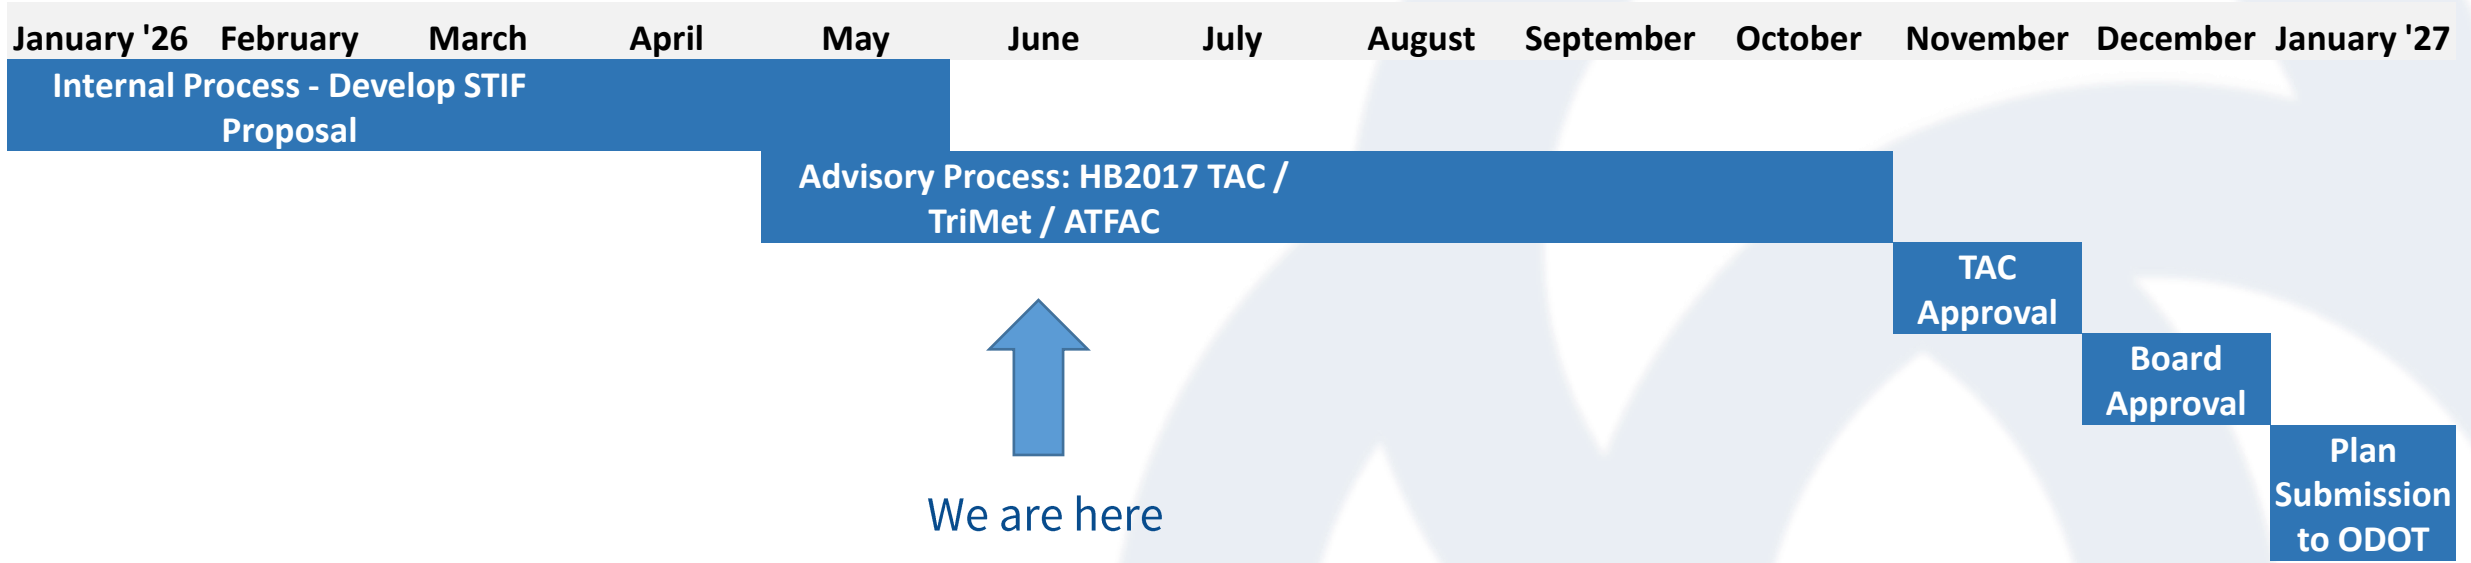 January '26 February March April May June July August September October November December January '27
Internal Process - Develop STIF
Proposal
Advisory Process: HB2017 TAC /
TriMet / ATFAC
TAC
Approval
Board
Approval
Plan
Submission
to ODOT
We are here